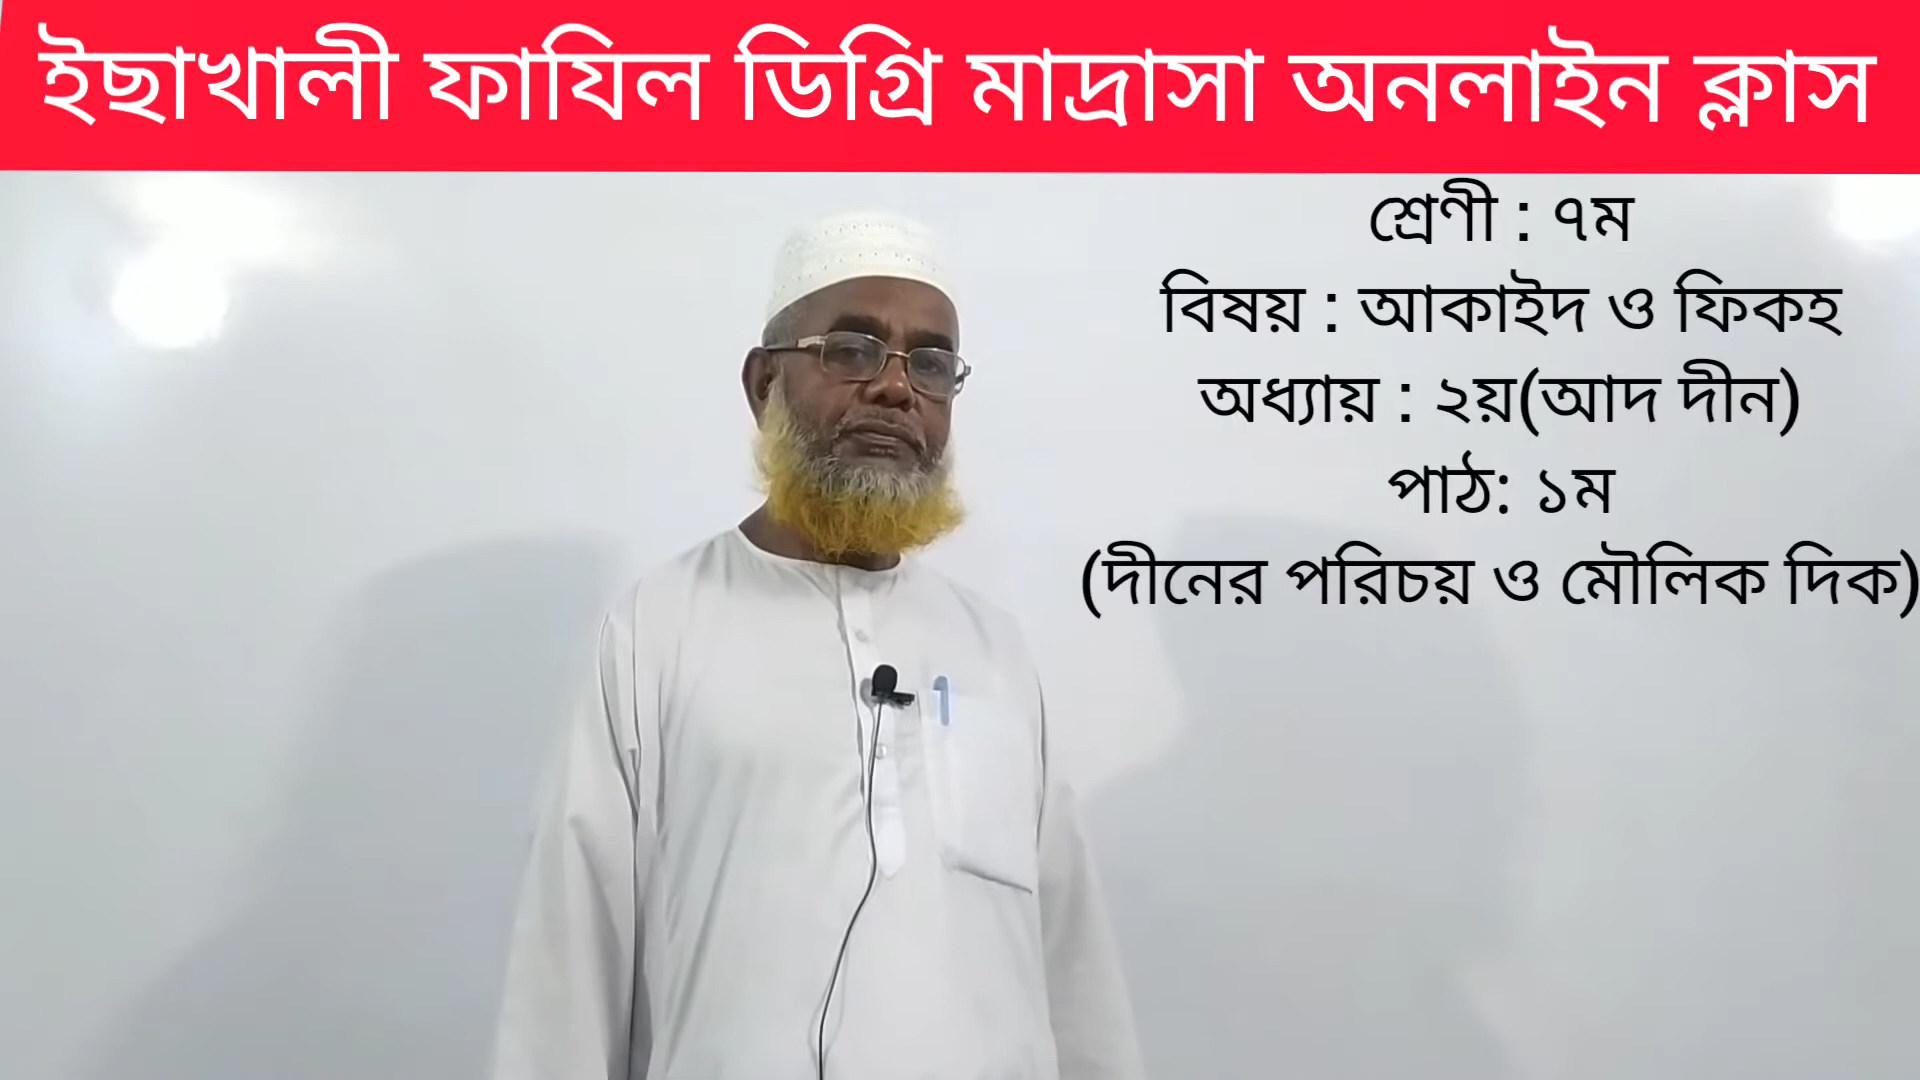 ইছাখালী ফাযিল ডিগ্রি মাদ্রাসা অনলাইন ক্লাস
শ্রেণী : ৭ম
বিষয় : আকাইদ ও ফিকহ
অধ্যায় : ২য়(আদ দীন)
পাঠ: ১ম
(দীনের পরিচয় ও মৌলিক দিক)